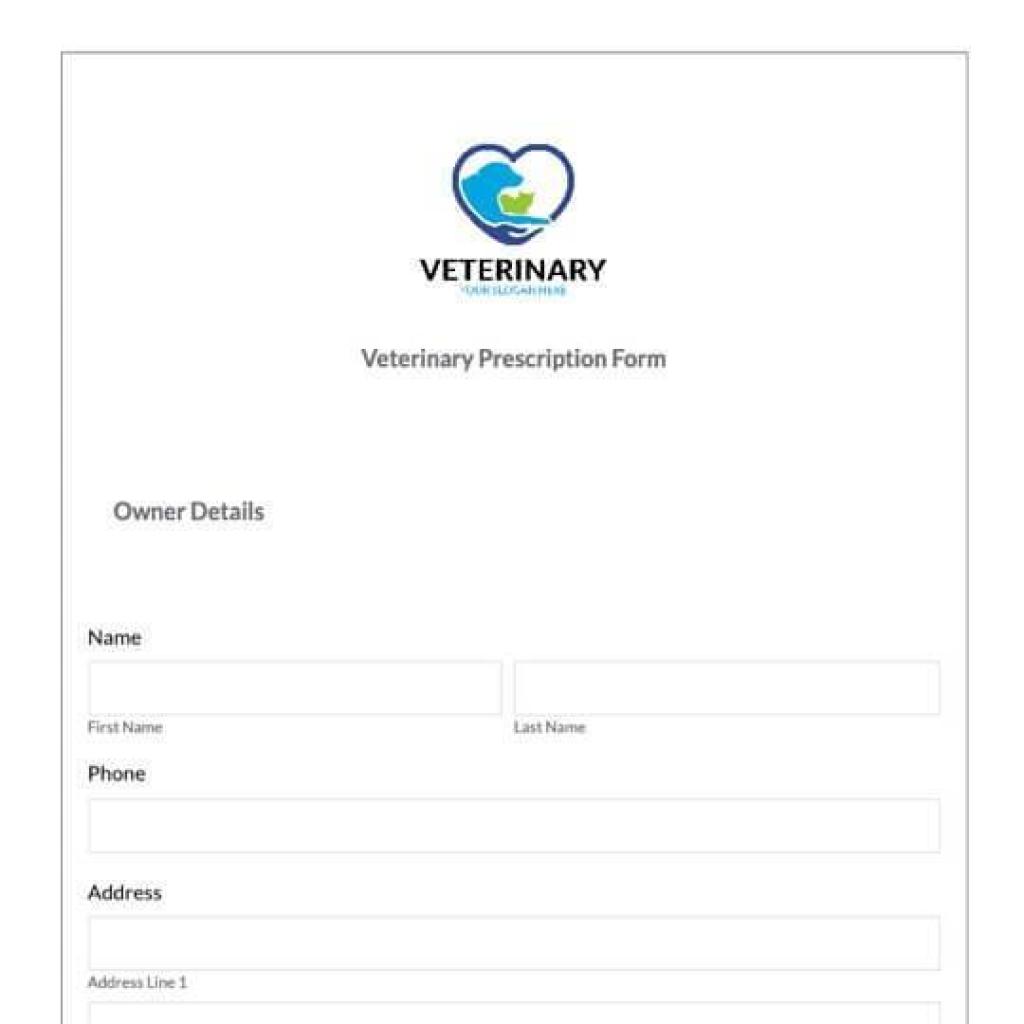 VETERINARY
YOUR SLOGAN HERE
Veterinary Prescription Form
Owner Details
Name
First Name Last Name
Phone
Address
Address Line 1